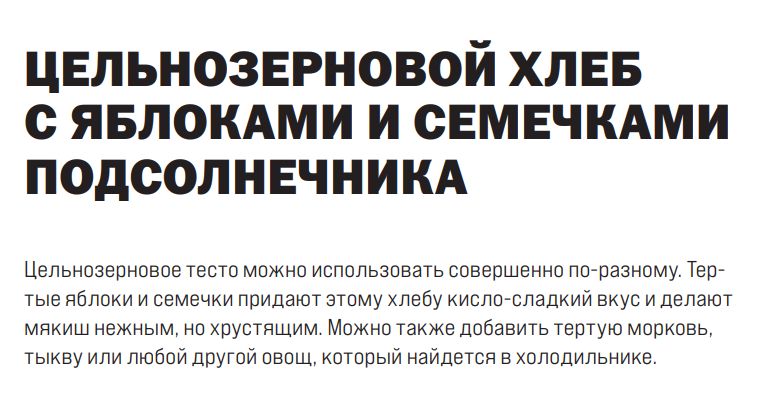 ЦЕЛЬНОЗЕРНОВОЙ ХЛЕБ
С ЯБЛОКАМИ И СЕМЕЧКАМИ
ПОДСОЛНЕЧНИКА
Цельнозерновое тесто можно использовать совершенно по-разному. Тер-
тые яблоки и семечки придают этому хлебу кисло-сладкий вкус и делают
мякиш нежным, но хрустящим. Можно также добавить тертую морковь,
тыкву или любой другой овощ, который найдется в холодильнике.